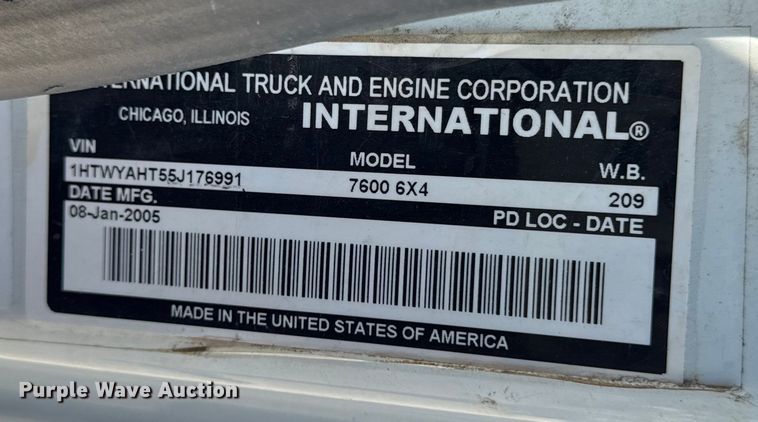 INTERNATIONAL TRUCK AND ENGINE CORPORATION
CHICAGO, ILLINOIS INTERNATIONAL®
VIN MODEL W.B.
1HTWYAHT55J176991 7600 6X4 209
DATE MFG. PD LOC - DATE
08-Jan-2005
MADE IN THE UNITED STATES OF AMERICA
Purple Wave Auction